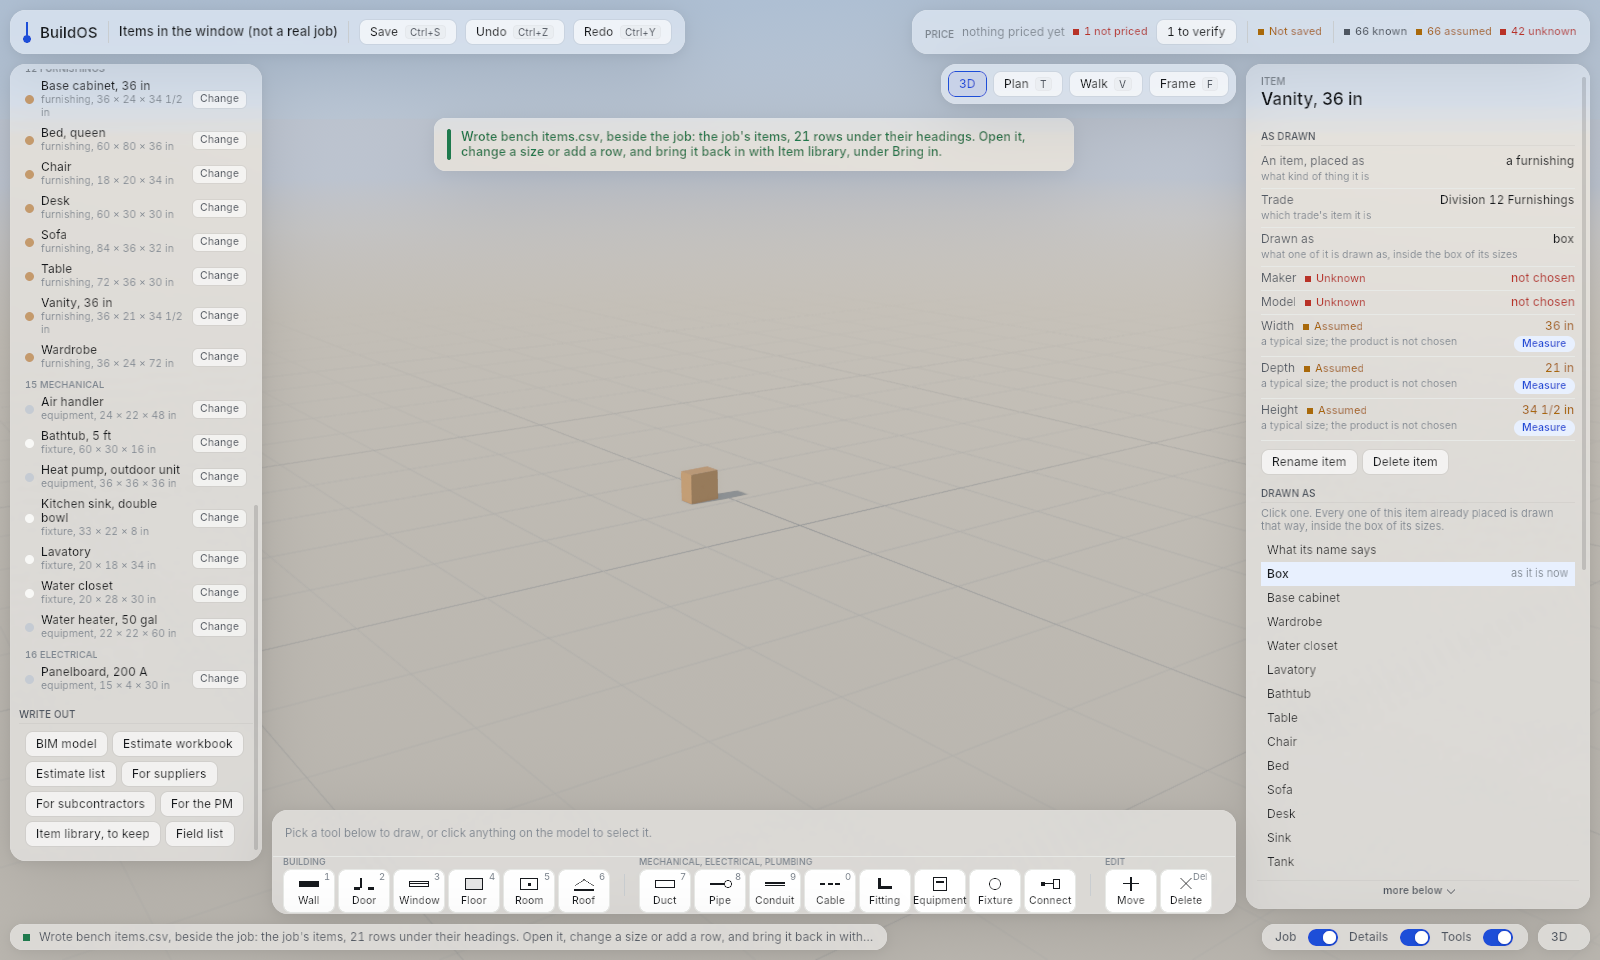 BuildOS
Items in the window (not a real job)
Save Ctrl+S
Undo Ctrl+Z
Redo Ctrl+Y
PRICE nothing priced yet
1 not priced
1 to verify
Not saved
66 known
66 assumed
42 unknown
3D
Plan T
Walk V
Frame F
Wrote bench items.csv, beside the job: the job's items, 21 rows under their headings. Open it,
change a size or add a row, and bring it back in with Item library, under Bring in.
12 FURNISHINGS
Base cabinet, 36 in
furnishing, 36 × 24 × 34 1/2
in
Change
Bed, queen
furnishing, 60 × 80 × 36 in
Change
Chair
furnishing, 18 × 20 × 34 in
Change
Desk
furnishing, 60 × 30 × 30 in
Change
Sofa
furnishing, 84 × 36 × 32 in
Change
Table
furnishing, 72 × 36 × 30 in
Change
Vanity, 36 in
furnishing, 36 × 21 × 34 1/2
in
Change
Wardrobe
furnishing, 36 × 24 × 72 in
Change
15 MECHANICAL
Air handler
equipment, 24 × 22 × 48 in
Change
Bathtub, 5 ft
fixture, 60 × 30 × 16 in
Change
Heat pump, outdoor unit
equipment, 36 × 36 × 36 in
Change
Kitchen sink, double
bowl
fixture, 33 × 22 × 8 in
Change
Lavatory
fixture, 20 × 18 × 34 in
Change
Water closet
fixture, 20 × 28 × 30 in
Change
Water heater, 50 gal
equipment, 22 × 22 × 60 in
Change
16 ELECTRICAL
Panelboard, 200 A
equipment, 15 × 4 × 30 in
Change
WRITE OUT
BIM model
Estimate workbook
Estimate list
For suppliers
For subcontractors
For the PM
Item library, to keep
Field list
ITEM
Vanity, 36 in
AS DRAWN
An item, placed as a furnishing
what kind of thing it is
Trade Division 12 Furnishings
which trade's item it is
Drawn as box
what one of it is drawn as, inside the box of its sizes
Maker Unknown not chosen
Model Unknown not chosen
Width Assumed 36 in
a typical size; the product is not chosen Measure
Depth Assumed 21 in
a typical size; the product is not chosen Measure
Height Assumed 34 1/2 in
a typical size; the product is not chosen Measure
Rename item
Delete item
DRAWN AS
Click one. Every one of this item already placed is drawn
that way, inside the box of its sizes.
What its name says
Box as it is now
Base cabinet
Wardrobe
Water closet
Lavatory
Bathtub
Table
Chair
Bed
Sofa
Desk
Sink
Tank
more below
Pick a tool below to draw, or click anything on the model to select it.
BUILDING
1 Wall
2 Door
3 Window
4 Floor
5 Room
6 Roof
MECHANICAL, ELECTRICAL, PLUMBING
7 Duct
8 Pipe
9 Conduit
0 Cable
Fitting
Equipment
Fixture
Connect
EDIT
Move
Del Delete
Wrote bench items.csv, beside the job: the job's items, 21 rows under their headings. Open it, change a size or add a row, and bring it back in with...
Job
Details
Tools
3D